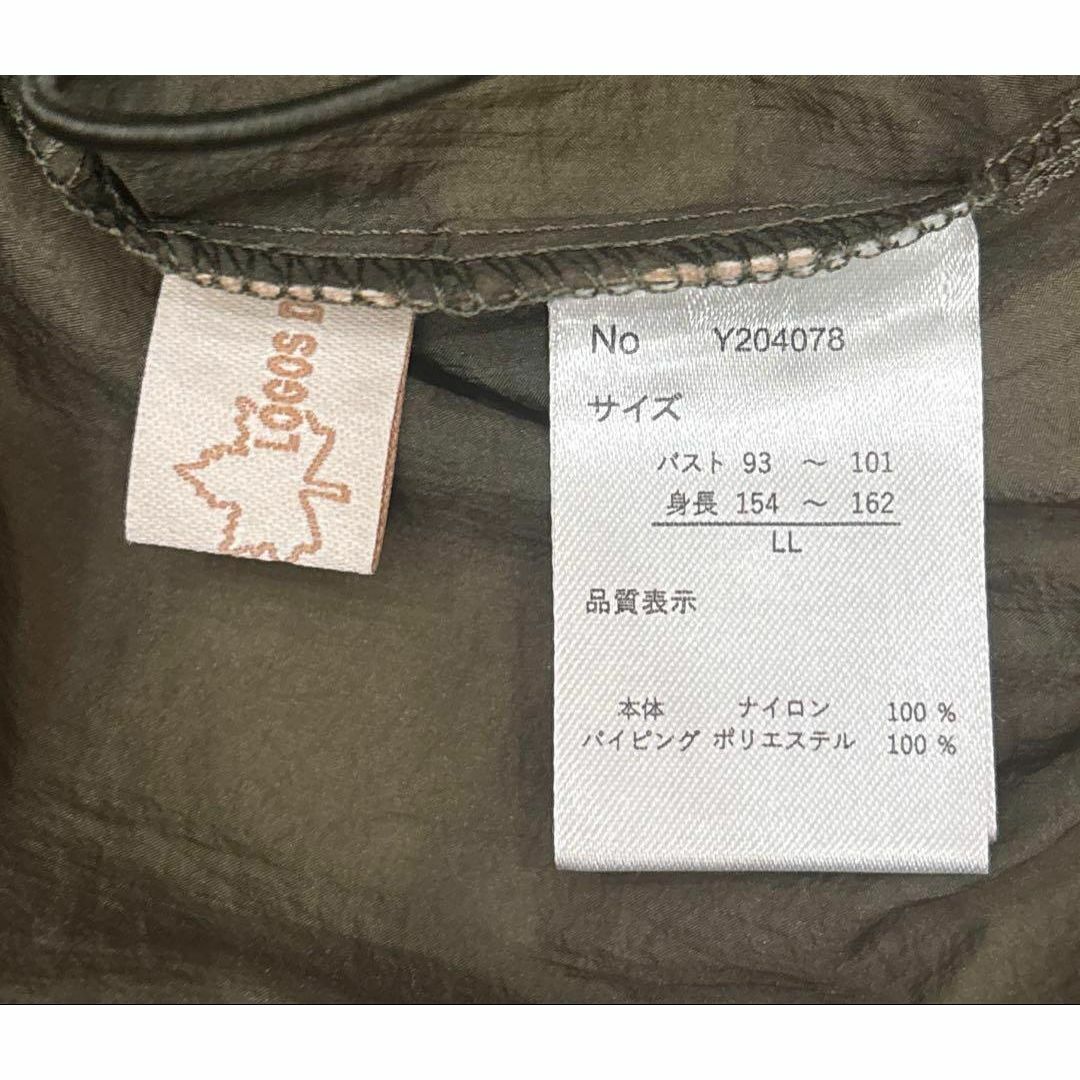 LOGOS D
No Y204078
サイズ
バスト 93 ～ 101
身長 154 ～ 162
LL
品質表示
本体 ナイロン 100 %
パイピング ポリエステル 100 %